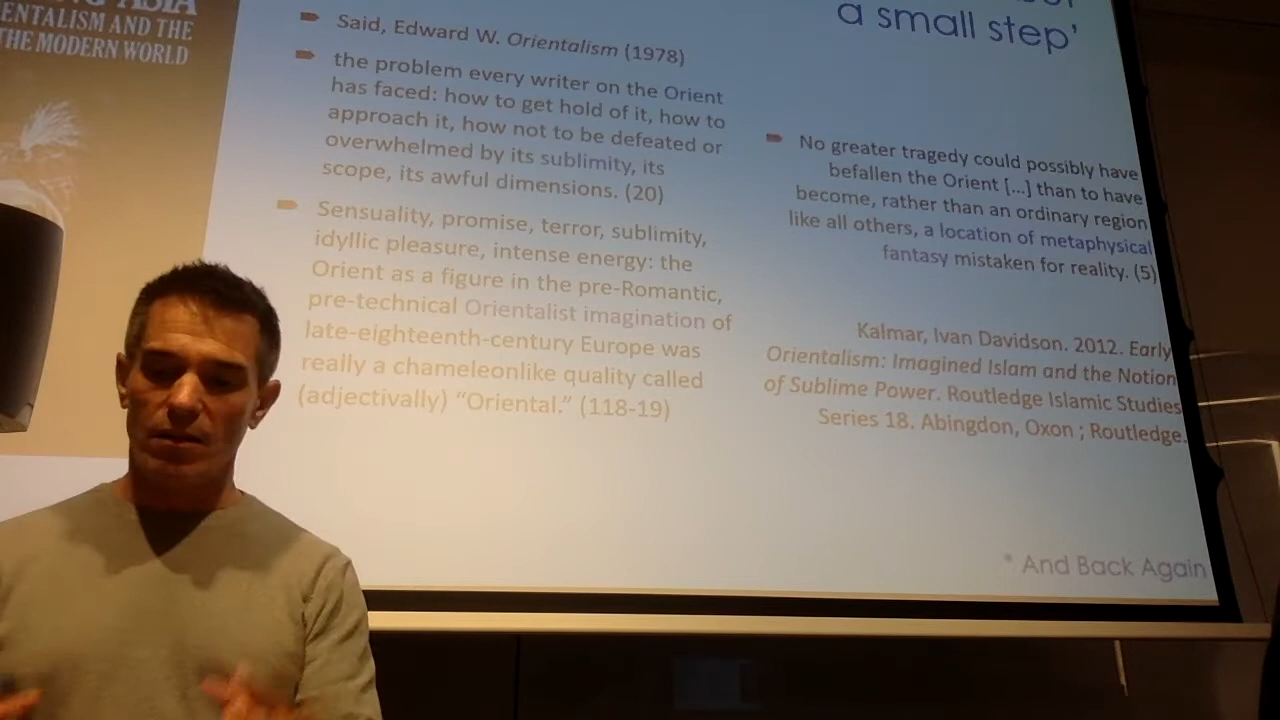 ENTALISM AND THE
THE MODERN WORLD
a small step'
Said, Edward W. Orientalism (1978)
the problem every writer on the Orient
has faced: how to get hold of it, how to
approach it, how not to be defeated or
overwhelmed by its sublimity, its
scope, its awful dimensions. (20)
Sensuality, promise, terror, sublimity,
idyllic pleasure, intense energy: the
Orient as a figure in the pre-Romantic,
pre-technical Orientalist imagination of
late-eighteenth-century Europe was
really a chameleonlike quality called
(adjectivally) “Oriental.” (118-19)
No greater tragedy could possibly have
befallen the Orient [...] than to have
become, rather than an ordinary region
like all others, a location of metaphysical
fantasy mistaken for reality. (5)
Kalmar, Ivan Davidson. 2012. Early
Orientalism: Imagined Islam and the Notion
of Sublime Power. Routledge Islamic Studies
Series 18. Abingdon, Oxon ; Routledge.
* And Back Again